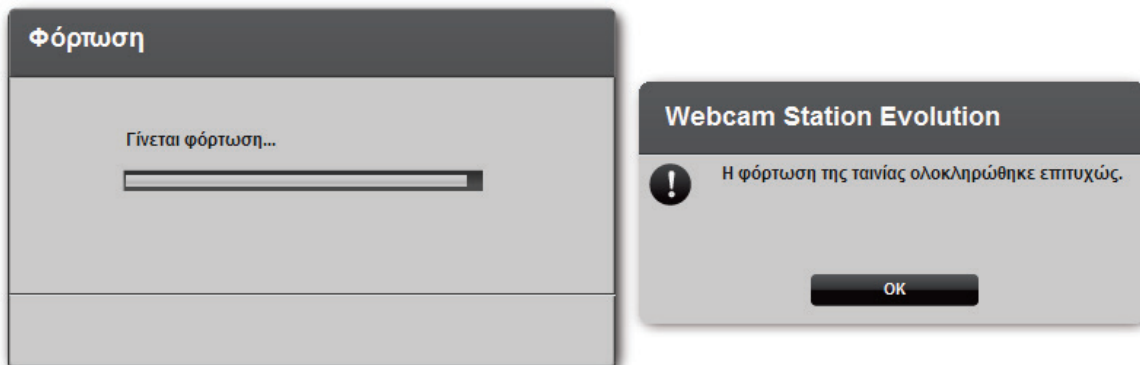 Φόρτωση
Γίνεται φόρτωση...
Webcam Station Evolution
Η φόρτωση της ταινίας ολοκληρώθηκε επιτυχώς.
OK